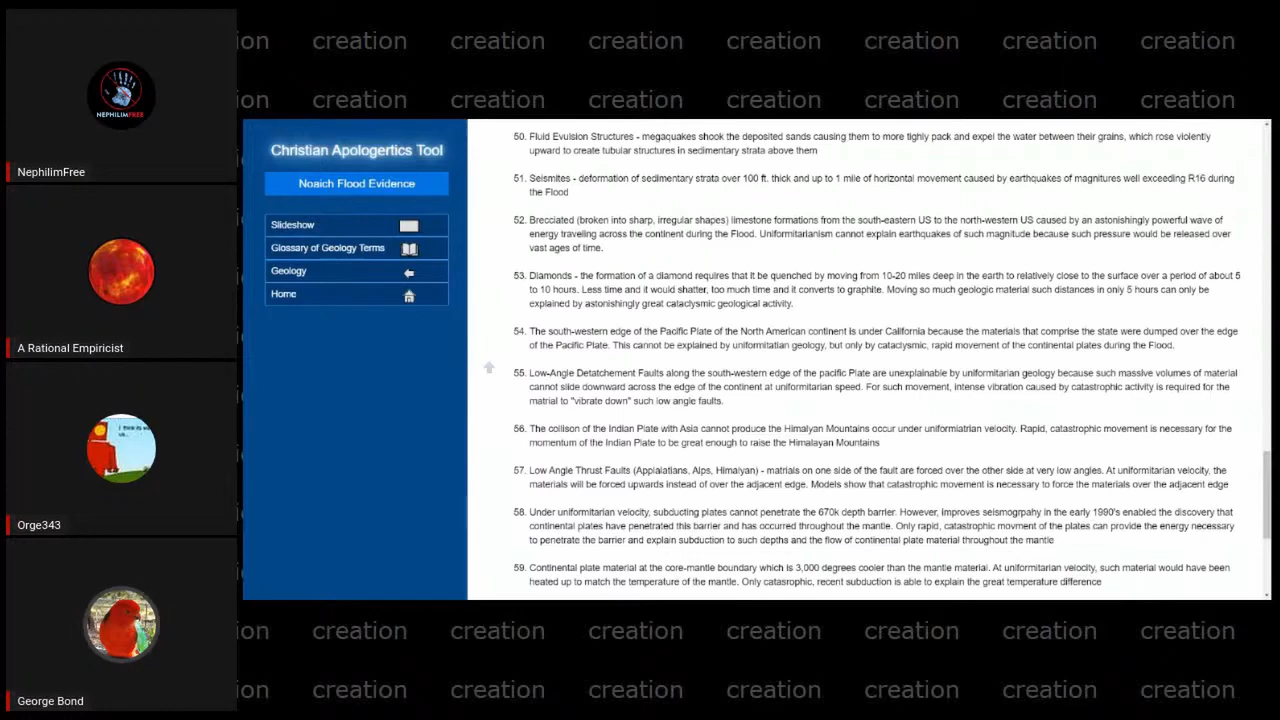 creation creation creation creation creation creation creation
creation creation creation creation creation creation creation
NEPHILIMFREE
NephilimFree
A Rational Empiricist
Orge343
George Bond
Christian Apologertics Tool
Noaich Flood Evidence
Slideshow
Glossary of Geology Terms
Geology
Home
50. Fluid Evulsion Structures - megaquakes shook the deposited sands causing them to more tighly pack and expel the water between their grains, which rose violently
upward to create tubular structures in sedimentary strata above them
51. Seismites - deformation of sedimentary strata over 100 ft. thick and up to 1 mile of horizontal movement caused by earthquakes of magnitures well exceeding R16 during
the Flood
52. Brecciated (broken into sharp, irregular shapes) limestone formations from the south-eastern US to the north-western US caused by an astonishingly powerful wave of
energy traveling across the continent during the Flood. Uniformitarianism cannot explain earthquakes of such magnitude because such pressure would be released over
vast ages of time.
53. Diamonds - the formation of a diamond requires that it be quenched by moving from 10-20 miles deep in the earth to relatively close to the surface over a period of about 5
to 10 hours. Less time and it would shatter, too much time and it converts to graphite. Moving so much geologic material such distances in only 5 hours can only be
explained by astonishingly great cataclysmic geological activity.
54. The south-western edge of the Pacific Plate of the North American continent is under California because the materials that comprise the state were dumped over the edge
of the Pacific Plate. This cannot be explained by uniformitatian geology, but only by cataclysmic, rapid movement of the continental plates during the Flood.
55. Low-Angle Detatchement Faults along the south-western edge of the pacific Plate are unexplainable by uniformitarian geology because such massive volumes of material
cannot slide downward across the edge of the continent at uniformitarian speed. For such movement, intense vibration caused by catastrophic activity is required for the
matrial to "vibrate down" such low angle faults.
56. The collison of the Indian Plate with Asia cannot produce the Himalyan Mountains occur under uniformiatrian velocity. Rapid, catastrophic movement is necessary for the
momentum of the Indian Plate to be great enough to raise the Himalayan Mountains
57. Low Angle Thrust Faults (Applalatians, Alps, Himalyan) - matrials on one side of the fault are forced over the other side at very low angles. At uniformitarian velocity, the
materials will be forced upwards instead of over the adjacent edge. Models show that catastrophic movement is necessary to force the materials over the adjacent edge
58. Under uniformitarian velocity, subducting plates cannot penetrate the 670k depth barrier. However, improves seismogrpahy in the early 1990's enabled the discovery that
continental plates have penetrated this barrier and has occurred throughout the mantle. Only rapid, catastrophic movment of the plates can provide the energy necessary
to penetrate the barrier and explain subduction to such depths and the flow of continental plate material throughout the mantle
59. Continental plate material at the core-mantle boundary which is 3,000 degrees cooler than the mantle material. At uniformitarian velocity, such material would have been
heated up to match the temperature of the mantle. Only catasrophic, recent subduction is able to explain the great temperature difference
creation creation creation creation creation creation creation
creation creation creation creation creation creation creation